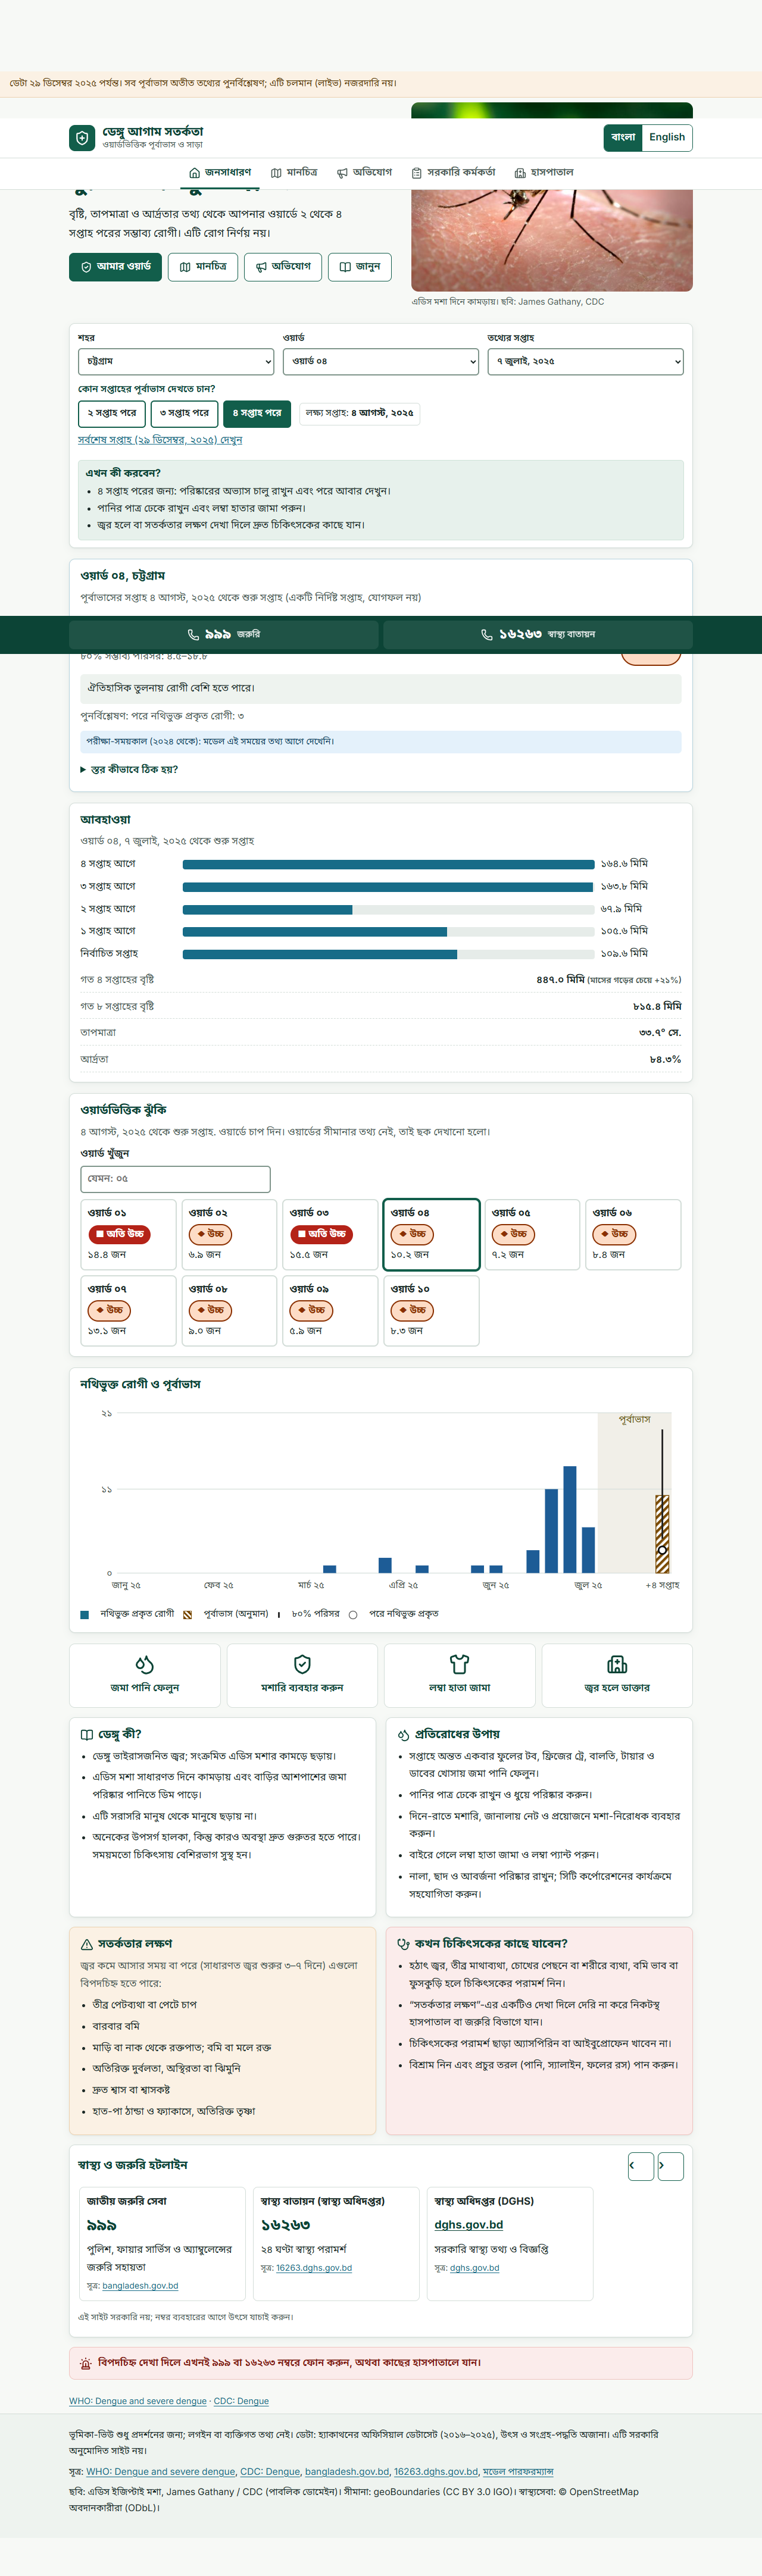 ডেটা ২৯ ডিসেম্বর ২০২৫ পর্যন্ত। সব পূর্বাভাস অতীত তথ্যের পুনর্বিশ্লেষণ; এটি চলমান (লাইভ) নজরদারি নয়।
ডেঙ্গু আগাম সতর্কতা
ওয়ার্ডভিত্তিক পূর্বাভাস ও সাড়া
বাংলা English
জনসাধারণ মানচিত্র অভিযোগ সরকারি কর্মকর্তা হাসপাতাল
বৃষ্টি, তাপমাত্রা ও আর্দ্রতার তথ্য থেকে আপনার ওয়ার্ডে ২ থেকে ৪
সপ্তাহ পরের সম্ভাব্য রোগী। এটি রোগ নির্ণয় নয়।
আমার ওয়ার্ড মানচিত্র অভিযোগ জানুন
এডিস মশা দিনে কামড়ায়। ছবি: James Gathany, CDC
শহর ওয়ার্ড তথ্যের সপ্তাহ
চট্টগ্রাম ওয়ার্ড ০৪ ৭ জুলাই, ২০২৫
কোন সপ্তাহের পূর্বাভাস দেখতে চান?
২ সপ্তাহ পরে ৩ সপ্তাহ পরে ৪ সপ্তাহ পরে লক্ষ্য সপ্তাহ: ৪ আগস্ট, ২০২৫
সর্বশেষ সপ্তাহ (২৯ ডিসেম্বর, ২০২৫) দেখুন
এখন কী করবেন?
• ৪ সপ্তাহ পরের জন্য: পরিষ্কারের অভ্যাস চালু রাখুন এবং পরে আবার দেখুন।
• পানির পাত্র ঢেকে রাখুন এবং লম্বা হাতার জামা পরুন।
• জ্বর হলে বা সতর্কতার লক্ষণ দেখা দিলে দ্রুত চিকিৎসকের কাছে যান।
ওয়ার্ড ০৪, চট্টগ্রাম
পূর্বাভাসের সপ্তাহ ৪ আগস্ট, ২০২৫ থেকে শুরু সপ্তাহ (একটি নির্দিষ্ট সপ্তাহ, যোগফল নয়)
৯৯৯ জরুরি ১৬২৬৩ স্বাস্থ্য বাতায়ন
৮০% সম্ভাব্য পরিসর: ৪.৫–১৮.৮
ঐতিহাসিক তুলনায় রোগী বেশি হতে পারে।
পুনর্বিশ্লেষণ: পরে নথিভুক্ত প্রকৃত রোগী: ৩
পরীক্ষা-সময়কাল (২০২৪ থেকে): মডেল এই সময়ের তথ্য আগে দেখেনি।
▶ স্তর কীভাবে ঠিক হয়?
আবহাওয়া
ওয়ার্ড ০৪, ৭ জুলাই, ২০২৫ থেকে শুরু সপ্তাহ
৪ সপ্তাহ আগে ১৬৪.৬ মিমি
৩ সপ্তাহ আগে ১৬৩.৮ মিমি
২ সপ্তাহ আগে ৬৭.৯ মিমি
১ সপ্তাহ আগে ১০৫.৬ মিমি
নির্বাচিত সপ্তাহ ১০৯.৬ মিমি
গত ৪ সপ্তাহের বৃষ্টি ৪৪৭.০ মিমি (মাসের গড়ের চেয়ে +২১%)
গত ৮ সপ্তাহের বৃষ্টি ৮১৫.৪ মিমি
তাপমাত্রা ৩৩.৭° সে.
আর্দ্রতা ৮৪.৩%
ওয়ার্ডভিত্তিক ঝুঁকি
৪ আগস্ট, ২০২৫ থেকে শুরু সপ্তাহ. ওয়ার্ডে চাপ দিন। ওয়ার্ডের সীমানার তথ্য নেই, তাই ছক দেখানো হলো।
ওয়ার্ড খুঁজুন
যেমন: ০৫
ওয়ার্ড ০১ ওয়ার্ড ০২ ওয়ার্ড ০৩ ওয়ার্ড ০৪ ওয়ার্ড ০৫ ওয়ার্ড ০৬
■ অতি উচ্চ ◆ উচ্চ ■ অতি উচ্চ ◆ উচ্চ ◆ উচ্চ ◆ উচ্চ
১৪.৪ জন ৬.৯ জন ১৫.৫ জন ১০.২ জন ৭.২ জন ৮.৪ জন
ওয়ার্ড ০৭ ওয়ার্ড ০৮ ওয়ার্ড ০৯ ওয়ার্ড ১০
◆ উচ্চ ◆ উচ্চ ◆ উচ্চ ◆ উচ্চ
১৩.১ জন ৯.০ জন ৫.৯ জন ৮.৩ জন
নথিভুক্ত রোগী ও পূর্বাভাস
২১
পূর্বাভাস
১১
০
জানু ২৫ ফেব ২৫ মার্চ ২৫ এপ্রি ২৫ জুন ২৫ জুল ২৫ +৪ সপ্তাহ
নথিভুক্ত প্রকৃত রোগী পূর্বাভাস (অনুমান) ৮০% পরিসর পরে নথিভুক্ত প্রকৃত
জমা পানি ফেলুন মশারি ব্যবহার করুন লম্বা হাতা জামা জ্বর হলে ডাক্তার
ডেঙ্গু কী?
• ডেঙ্গু ভাইরাসজনিত জ্বর; সংক্রমিত এডিস মশার কামড়ে ছড়ায়।
• এডিস মশা সাধারণত দিনে কামড়ায় এবং বাড়ির আশপাশের জমা
পরিষ্কার পানিতে ডিম পাড়ে।
• এটি সরাসরি মানুষ থেকে মানুষে ছড়ায় না।
• অনেকের উপসর্গ হালকা, কিন্তু কারও অবস্থা দ্রুত গুরুতর হতে পারে।
সময়মতো চিকিৎসায় বেশিরভাগ সুস্থ হন।
প্রতিরোধের উপায়
• সপ্তাহে অন্তত একবার ফুলের টব, ফ্রিজের ট্রে, বালতি, টায়ার ও
ডাবের খোসায় জমা পানি ফেলুন।
• পানির পাত্র ঢেকে রাখুন ও ধুয়ে পরিষ্কার করুন।
• দিনে-রাতে মশারি, জানালায় নেট ও প্রয়োজনে মশা-নিরোধক ব্যবহার
করুন।
• বাইরে গেলে লম্বা হাতা জামা ও লম্বা প্যান্ট পরুন।
• নালা, ছাদ ও আবর্জনা পরিষ্কার রাখুন; সিটি কর্পোরেশনের কার্যক্রমে
সহযোগিতা করুন।
সতর্কতার লক্ষণ
জ্বর কমে আসার সময় বা পরে (সাধারণত জ্বর শুরুর ৩–৭ দিনে) এগুলো
বিপদচিহ্ন হতে পারে:
• তীব্র পেটব্যথা বা পেটে চাপ
• বারবার বমি
• মাড়ি বা নাক থেকে রক্তপাত; বমি বা মলে রক্ত
• অতিরিক্ত দুর্বলতা, অস্থিরতা বা ঝিমুনি
• দ্রুত শ্বাস বা শ্বাসকষ্ট
• হাত-পা ঠান্ডা ও ফ্যাকাসে, অতিরিক্ত তৃষ্ণা
কখন চিকিৎসকের কাছে যাবেন?
• হঠাৎ জ্বর, তীব্র মাথাব্যথা, চোখের পেছনে বা শরীরে ব্যথা, বমি ভাব বা
ফুসকুড়ি হলে চিকিৎসকের পরামর্শ নিন।
• “সতর্কতার লক্ষণ”-এর একটিও দেখা দিলে দেরি না করে নিকটস্থ
হাসপাতাল বা জরুরি বিভাগে যান।
• চিকিৎসকের পরামর্শ ছাড়া অ্যাসপিরিন বা আইবুপ্রোফেন খাবেন না।
• বিশ্রাম নিন এবং প্রচুর তরল (পানি, স্যালাইন, ফলের রস) পান করুন।
স্বাস্থ্য ও জরুরি হটলাইন
‹ ›
জাতীয় জরুরি সেবা
৯৯৯
পুলিশ, ফায়ার সার্ভিস ও অ্যাম্বুলেন্সের
জরুরি সহায়তা
সূত্র: bangladesh.gov.bd
স্বাস্থ্য বাতায়ন (স্বাস্থ্য অধিদপ্তর)
১৬২৬৩
২৪ ঘণ্টা স্বাস্থ্য পরামর্শ
সূত্র: 16263.dghs.gov.bd
স্বাস্থ্য অধিদপ্তর (DGHS)
dghs.gov.bd
সরকারি স্বাস্থ্য তথ্য ও বিজ্ঞপ্তি
সূত্র: dghs.gov.bd
এই সাইট সরকারি নয়; নম্বর ব্যবহারের আগে উৎসে যাচাই করুন।
বিপদচিহ্ন দেখা দিলে এখনই ৯৯৯ বা ১৬২৬৩ নম্বরে ফোন করুন, অথবা কাছের হাসপাতালে যান।
WHO: Dengue and severe dengue · CDC: Dengue
ভূমিকা-ভিউ শুধু প্রদর্শনের জন্য; লগইন বা ব্যক্তিগত তথ্য নেই। ডেটা: হ্যাকাথনের অফিসিয়াল ডেটাসেট (২০১৬–২০২৫), উৎস ও সংগ্রহ-পদ্ধতি অজানা। এটি সরকারি
অনুমোদিত সাইট নয়।
সূত্র: WHO: Dengue and severe dengue, CDC: Dengue, bangladesh.gov.bd, 16263.dghs.gov.bd, মডেল পারফরম্যান্স
ছবি: এডিস ইজিপ্টাই মশা, James Gathany / CDC (পাবলিক ডোমেইন)। সীমানা: geoBoundaries (CC BY 3.0 IGO)। স্বাস্থ্যসেবা: © OpenStreetMap
অবদানকারীরা (ODbL)।